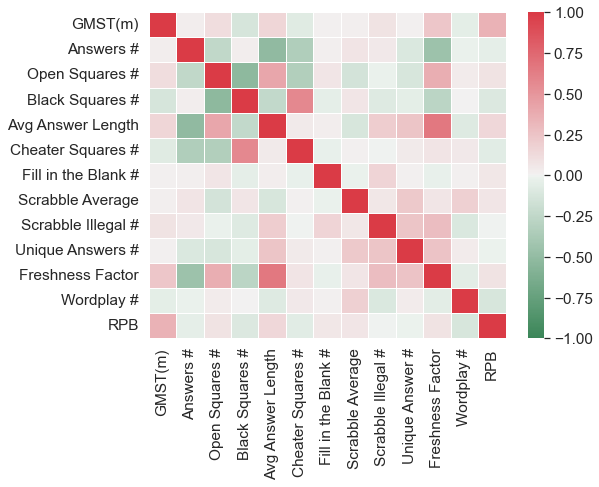 GMST(m)
Answers #
Open Squares #
Black Squares #
Avg Answer Length
Cheater Squares #
Fill in the Blank #
Scrabble Average
Scrabble Illegal #
Unique Answers #
Freshness Factor
Wordplay #
RPB
GMST(m)
Answers #
Open Squares #
Black Squares #
Avg Answer Length
Cheater Squares #
Fill in the Blank #
Scrabble Average
Scrabble Illegal #
Unique Answer #
Freshness Factor
Wordplay #
RPB
1.00
0.75
0.50
0.25
0.00
−0.25
−0.50
−0.75
−1.00